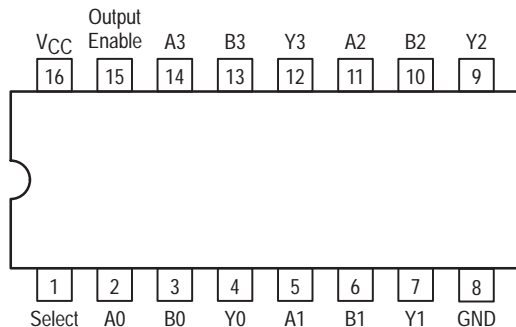 Output
VCC Enable A3 B3 Y3 A2 B2 Y2
16 15 14 13 12 11 10 9
1 2 3 4 5 6 7 8
Select A0 B0 Y0 A1 B1 Y1 GND